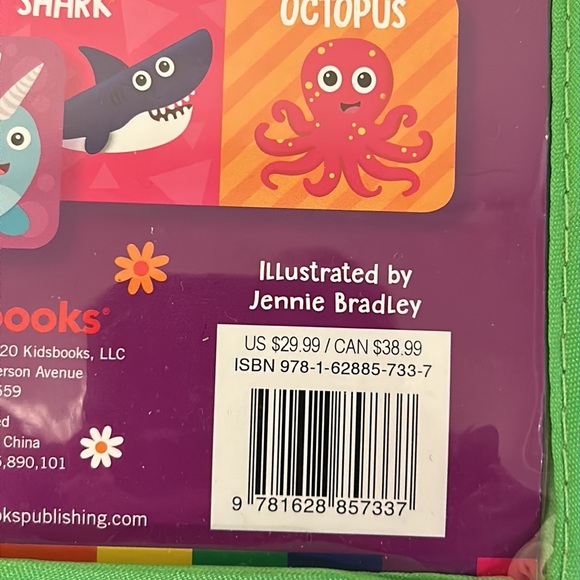 SHARK
OCTOPUS
Illustrated by
Jennie Bradley
books®
20 Kidsbooks, LLC
erson Avenue
559
ed
China
5,890,101
okspublishing.com
US $29.99 / CAN $38.99
ISBN 978-1-62885-733-7
9 781628 857337